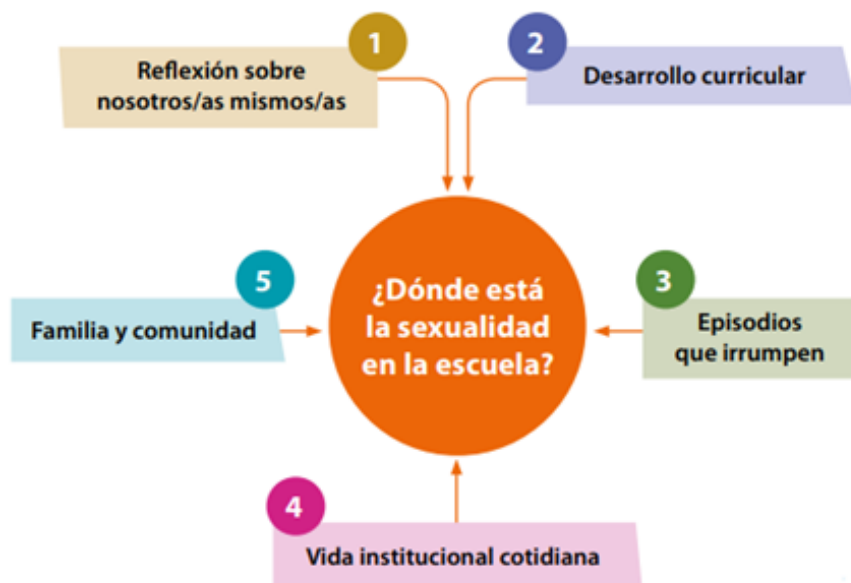 1
Reflexión sobre
nosotros/as mismos/as
2
Desarrollo curricular
3
Episodios
que irrumpen
4
Vida institucional cotidiana
5
Familia y comunidad
¿Dónde está
la sexualidad
en la escuela?